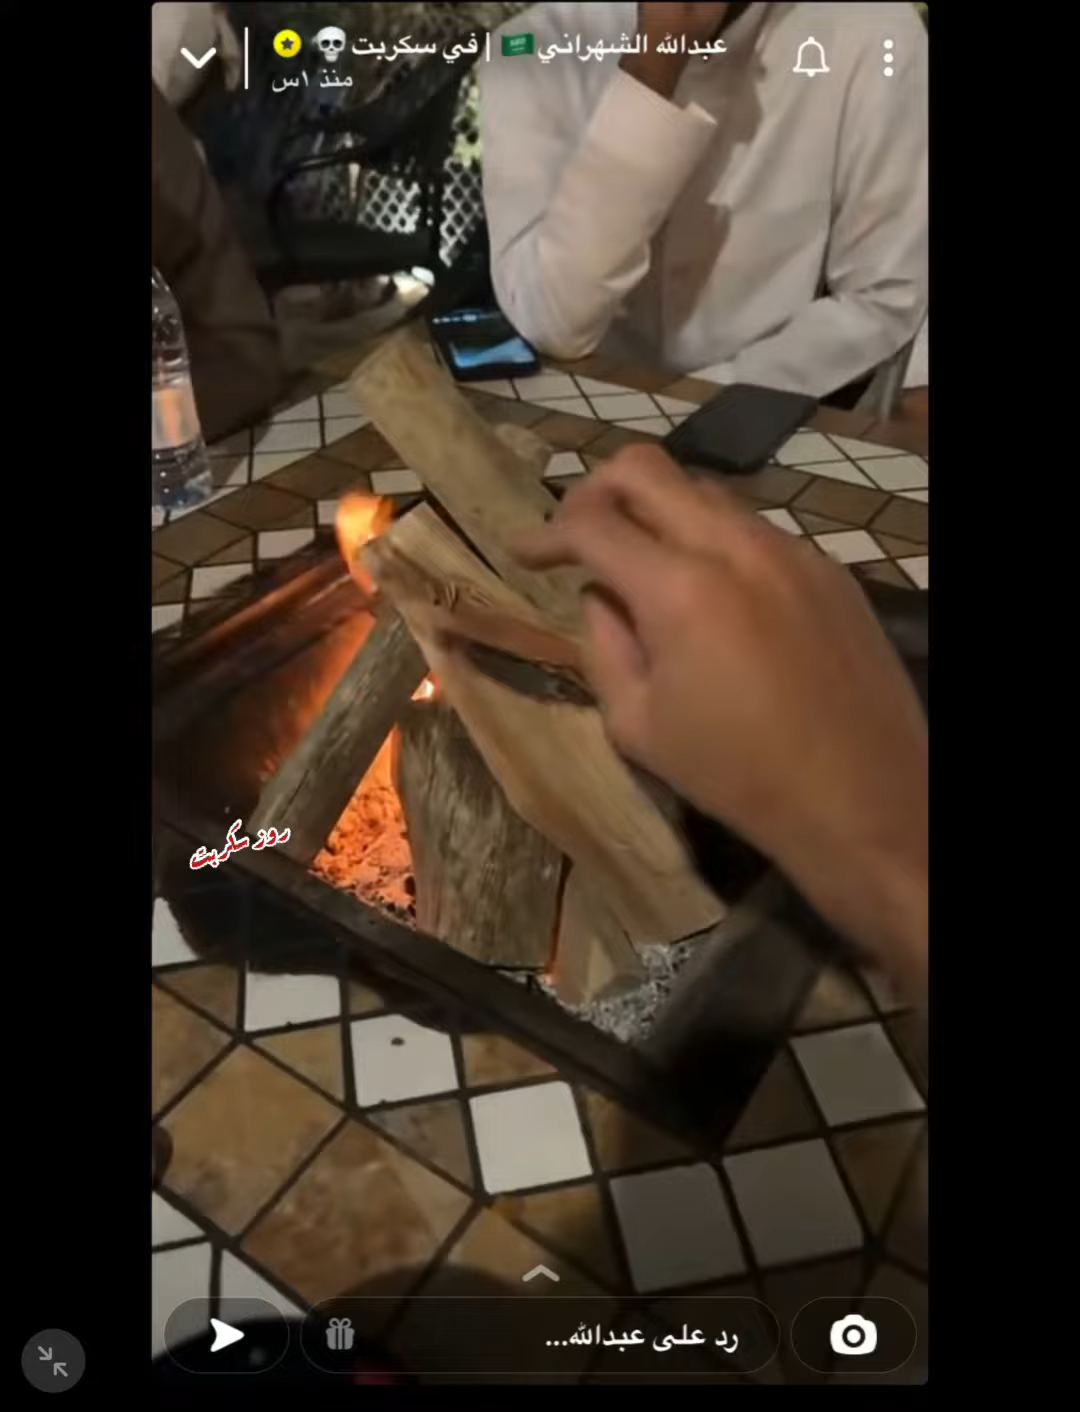 عبدالله الشهراني🇸🇦 | في سكربت💀
منذ ١س
روز سكربت
رد على عبدالله...